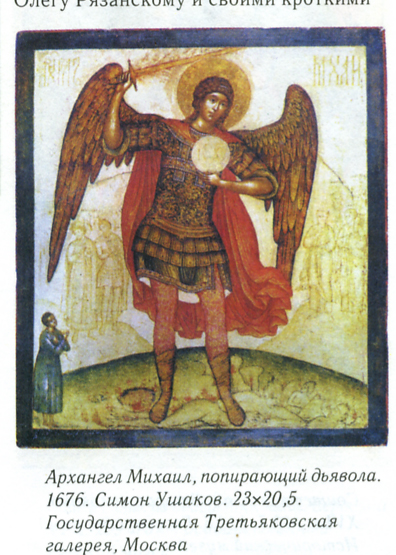 Олегу Рязанскому и своими кроткими
Архангел Михаил, попирающий дьявола.
1676. Симон Ушаков. 23×20,5.
Государственная Третьяковская
галерея, Москва